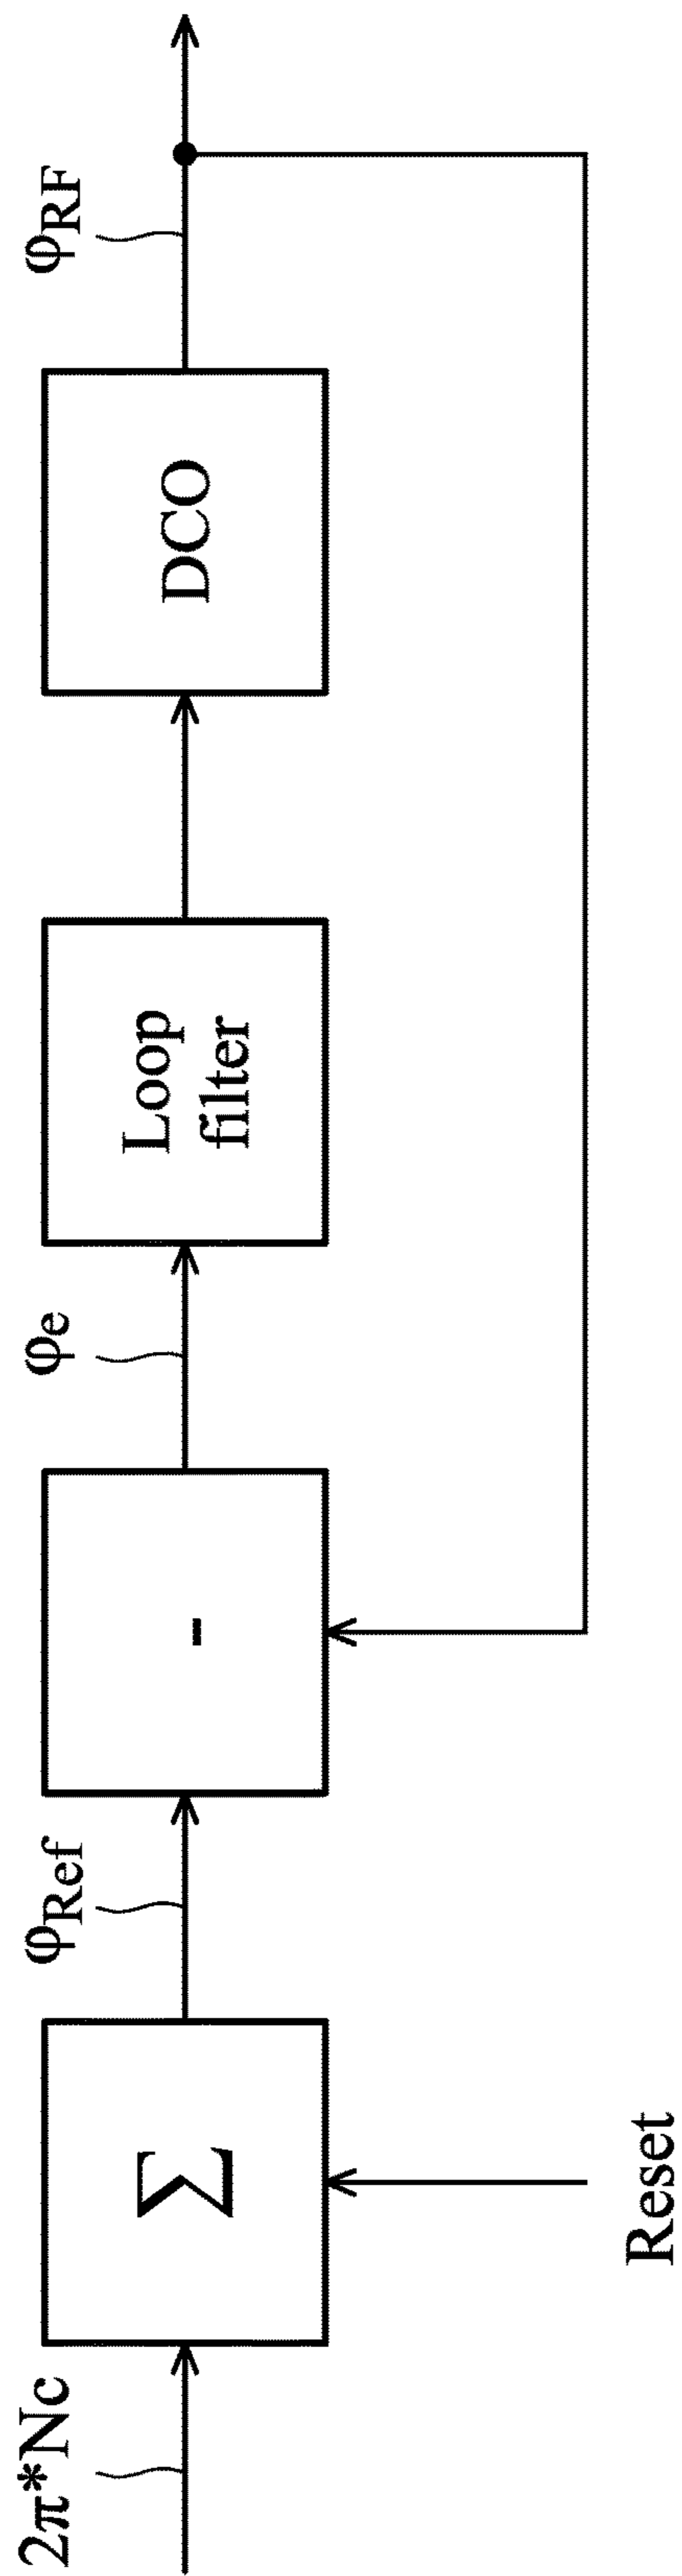 2π*Nc
Σ
Reset
φRef
-
φe
Loop
filter
DCO
φRF